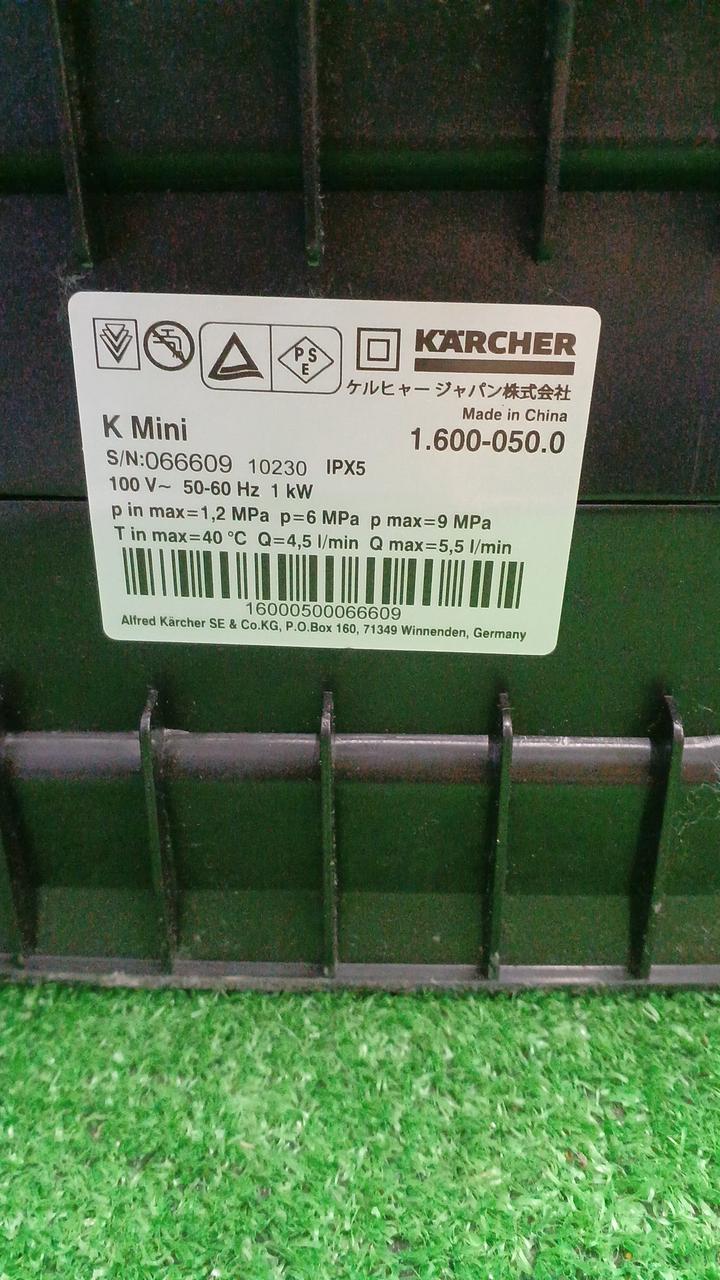 PSE
KÄRCHER
ケルヒャー ジャパン株式会社
Made in China
K Mini
1.600-050.0
S/N:066609 10230 IPX5
100 V~ 50-60 Hz 1 kW
p in max=1,2 MPa p=6 MPa p max=9 MPa
T in max=40 °C Q=4,5 l/min Q max=5,5 l/min
16000500066609
Alfred Kärcher SE & Co.KG, P.O.Box 160, 71349 Winnenden, Germany